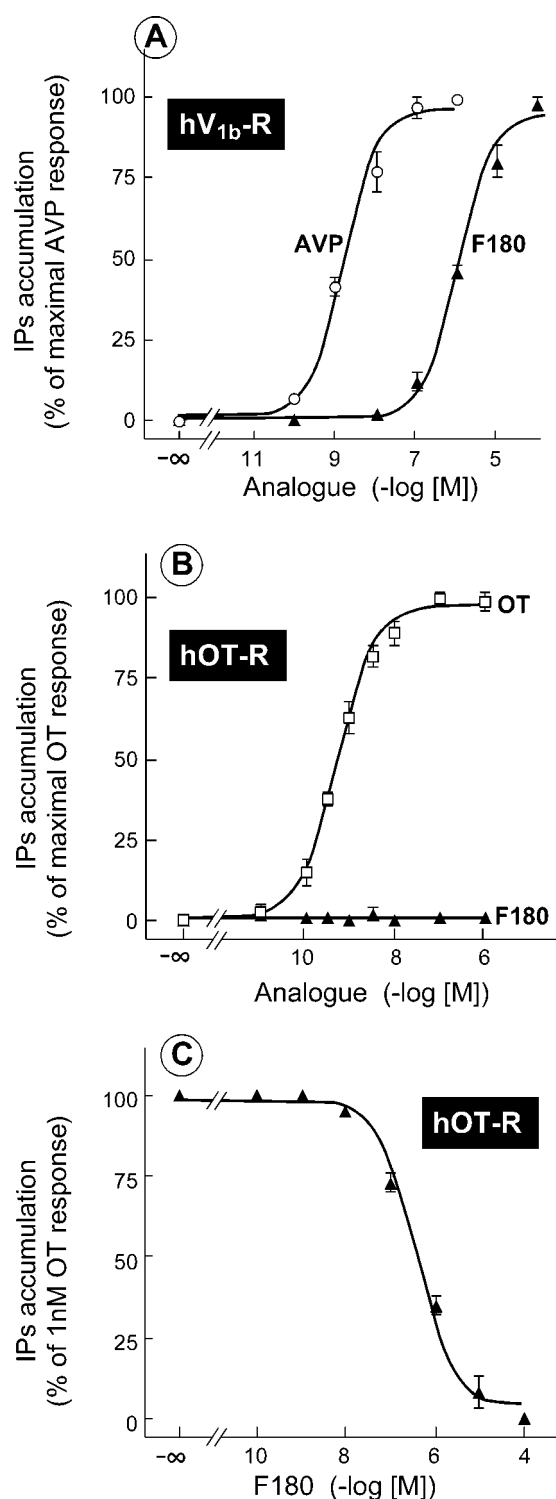 A
hV1b-R
IPs accumulation
(% of maximal AVP response)
100
75
50
25
0
AVP
F180
−∞ 11 9 7 5
Analogue (-log [M])
B
hOT-R
IPs accumulation
(% of maximal OT response)
100
75
50
25
0
OT
F180
−∞ 10 8 6
Analogue (-log [M])
C
hOT-R
IPs accumulation
(% of 1nM OT response)
100
75
50
25
0
−∞ 10 8 6 4
F180 (-log [M])